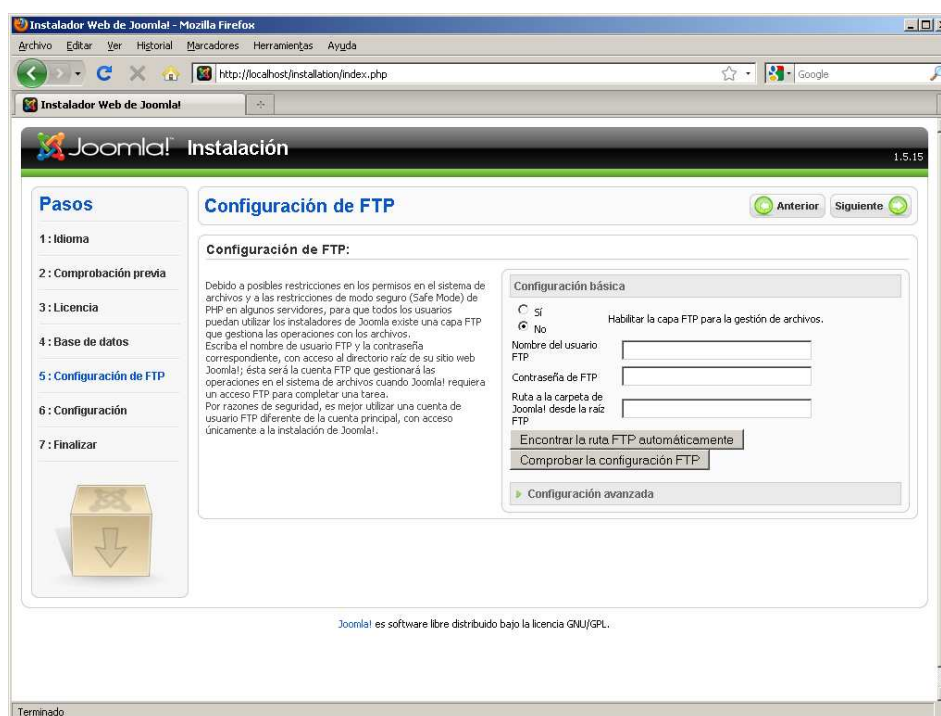 Instalador Web de Joomla! - Mozilla Firefox
Archivo Editar Ver Historial Marcadores Herramientas Ayuda
http://localhost/installation/index.php
Google
Instalador Web de Joomla!
Joomla! Instalación
1.5.15
Pasos
1 : Idioma
2 : Comprobación previa
3 : Licencia
4 : Base de datos
5 : Configuración de FTP
6 : Configuración
7 : Finalizar
Configuración de FTP
Anterior
Siguiente
Configuración de FTP:
Debido a posibles restricciones en los permisos en el sistema de
archivos y a las restricciones de modo seguro (Safe Mode) de
PHP en algunos servidores, para que todos los usuarios
puedan utilizar los instaladores de Joomla existe una capa FTP
que gestiona las operaciones con los archivos.
Escriba el nombre de usuario FTP y la contraseña
correspondiente, con acceso al directorio raíz de su sitio web
Joomla!; ésta será la cuenta FTP que gestionará las
operaciones en el sistema de archivos cuando Joomla! requiera
un acceso FTP para completar una tarea.
Por razones de seguridad, es mejor utilizar una cuenta de
usuario FTP diferente de la cuenta principal, con acceso
únicamente a la instalación de Joomla!.
Configuración básica
Sí
No
Habilitar la capa FTP para la gestión de archivos.
Nombre del usuario
FTP
Contraseña de FTP
Ruta a la carpeta de
Joomla! desde la raíz
FTP
Encontrar la ruta FTP automáticamente
Comprobar la configuración FTP
Configuración avanzada
Joomla! es software libre distribuido bajo la licencia GNU/GPL.
Terminado